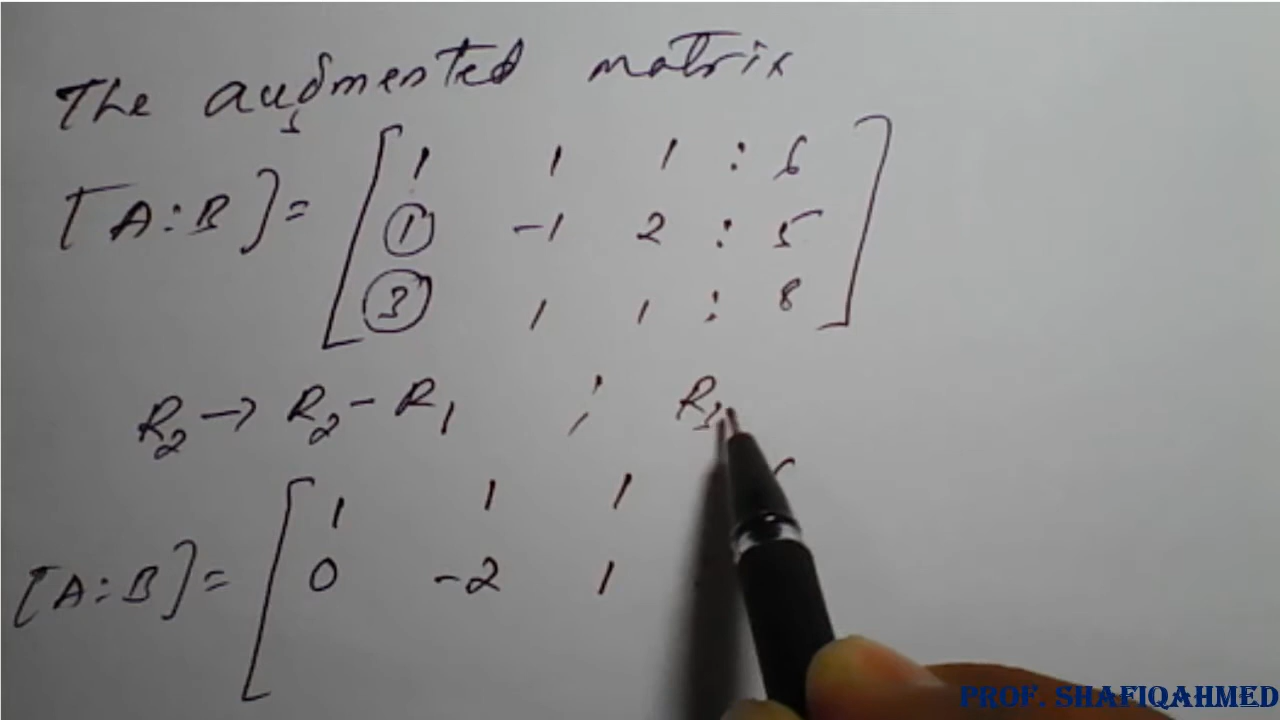 The augmented matrix
[A:B]= [ 1 1 1 : 6
① -1 2 : 5
③ 1 1 : 8 ]
R₂ → R₂ - R₁ ; R₃
[A:B]= [ 1 1 1
0 -2 1
PROF. SHAFIQAHMED